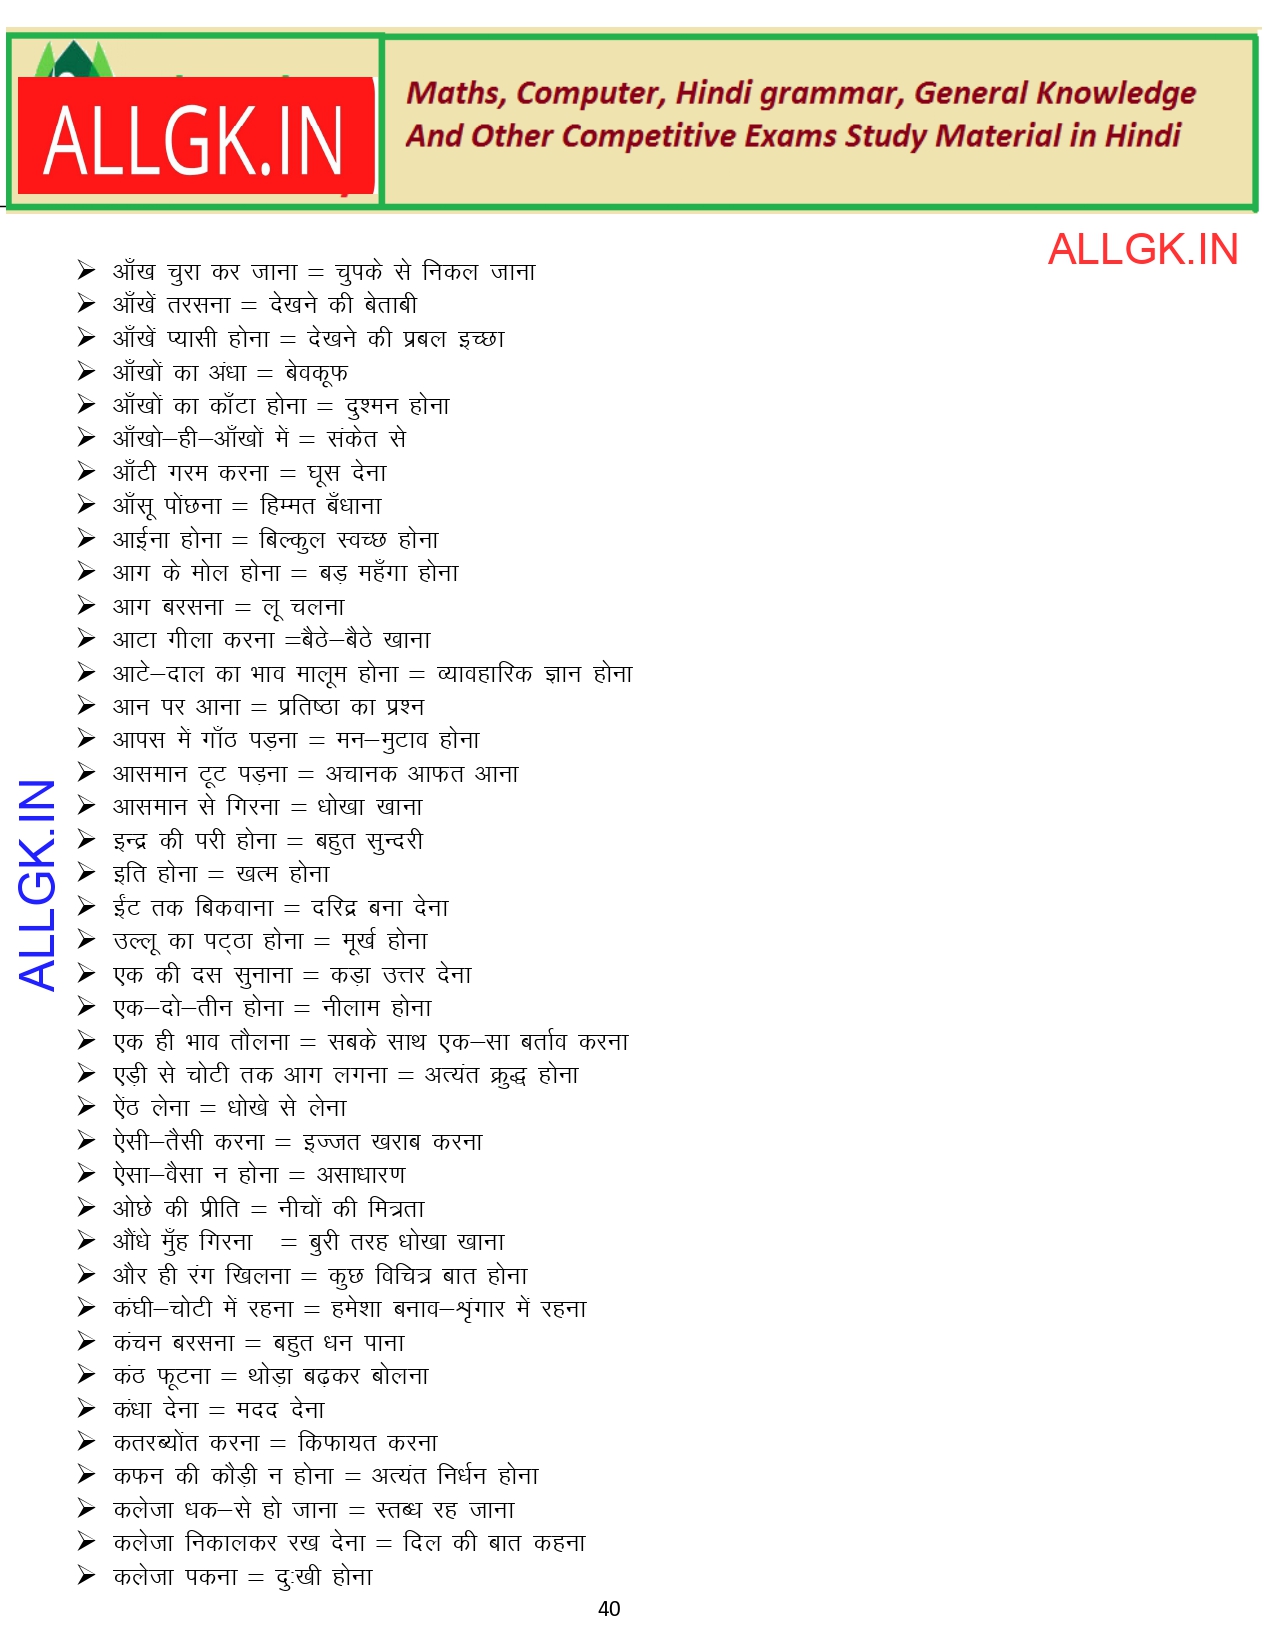 ALLGK.IN
Maths, Computer, Hindi grammar, General Knowledge
And Other Competitive Exams Study Material in Hindi
ALLGK.IN
➢ आँख चुरा कर जाना = चुपके से निकल जाना
➢ आँखें तरसना = देखने की बेताबी
➢ आँखें प्यासी होना = देखने की प्रबल इच्छा
➢ आँखों का अंधा = बेवकूफ
➢ आँखों का काँटा होना = दुश्मन होना
➢ आँखो–ही–आँखों में = संकेत से
➢ आँटी गरम करना = घूस देना
➢ आँसू पोंछना = हिम्मत बँधाना
➢ आईना होना = बिल्कुल स्वच्छ होना
➢ आग के मोल होना = बड़ महँगा होना
➢ आग बरसना = लू चलना
➢ आटा गीला करना =बैठे–बैठे खाना
➢ आटे–दाल का भाव मालूम होना = व्यावहारिक ज्ञान होना
➢ आन पर आना = प्रतिष्ठा का प्रश्न
➢ आपस में गाँठ पड़ना = मन–मुटाव होना
➢ आसमान टूट पड़ना = अचानक आफत आना
➢ आसमान से गिरना = धोखा खाना
➢ इन्द्र की परी होना = बहुत सुन्दरी
➢ इति होना = खत्म होना
➢ ईंट तक बिकवाना = दरिद्र बना देना
➢ उल्लू का पट्ठा होना = मूर्ख होना
➢ एक की दस सुनाना = कड़ा उत्तर देना
➢ एक–दो–तीन होना = नीलाम होना
➢ एक ही भाव तौलना = सबके साथ एक–सा बर्ताव करना
➢ एड़ी से चोटी तक आग लगना = अत्यंत क्रुद्ध होना
➢ ऐंठ लेना = धोखे से लेना
➢ ऐसी–तैसी करना = इज्जत खराब करना
➢ ऐसा–वैसा न होना = असाधारण
➢ ओछे की प्रीति = नीचों की मित्रता
➢ औंधे मुँह गिरना = बुरी तरह धोखा खाना
➢ और ही रंग खिलना = कुछ विचित्र बात होना
➢ कंघी–चोटी में रहना = हमेशा बनाव–शृंगार में रहना
➢ कंचन बरसना = बहुत धन पाना
➢ कंठ फूटना = थोड़ा बढ़कर बोलना
➢ कंधा देना = मदद देना
➢ कतरब्योंत करना = किफायत करना
➢ कफन की कौड़ी न होना = अत्यंत निर्धन होना
➢ कलेजा धक–से हो जाना = स्तब्ध रह जाना
➢ कलेजा निकालकर रख देना = दिल की बात कहना
➢ कलेजा पकना = दुःखी होना
ALLGK.IN
40